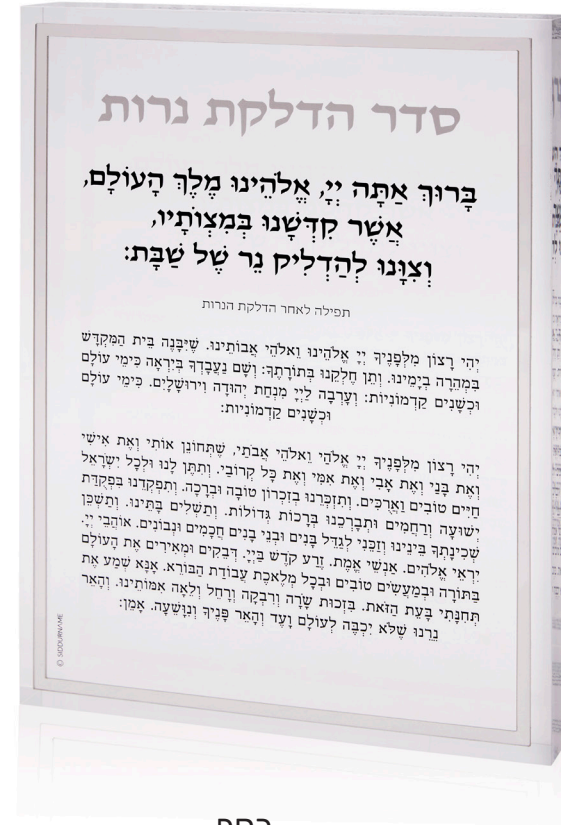 סדר הדלקת נרות
בָּרוּךְ אַתָּה יְיָ, אֱלֹהֵינוּ מֶלֶךְ הָעוֹלָם,
אֲשֶׁר קִדְּשָׁנוּ בְּמִצְוֹתָיו,
וְצִוָּנוּ לְהַדְלִיק נֵר שֶׁל שַׁבָּת:
תפילה לאחר הדלקת הנרות
יְהִי רָצוֹן מִלְּפָנֶיךָ יְיָ אֱלֹהֵינוּ וֵאלֹהֵי אֲבוֹתֵינוּ. שֶׁיִּבָּנֶה בֵּית הַמִּקְדָּשׁ
בִּמְהֵרָה בְיָמֵינוּ. וְתֵן חֶלְקֵנוּ בְּתוֹרָתֶךָ: וְשָׁם נַעֲבָדְךָ בְּיִרְאָה כִּימֵי עוֹלָם
וּכְשָׁנִים קַדְמוֹנִיּוֹת: וְעָרְבָה לַיְיָ מִנְחַת יְהוּדָה וִירוּשָׁלָיִם. כִּימֵי עוֹלָם
וּכְשָׁנִים קַדְמוֹנִיּוֹת:
יְהִי רָצוֹן מִלְּפָנֶיךָ יְיָ אֱלֹהַי וֵאלֹהֵי אֲבֹתַי, שֶׁתְּחוֹנֵן אוֹתִי וְאֶת אִישִׁי
וְאֶת בָּנַי וְאֶת אָבִי וְאֶת אִמִּי וְאֶת כָּל קְרוֹבַי. וְתִתֶּן לָנוּ וּלְכָל יִשְׂרָאֵל
חַיִּים טוֹבִים וַאֲרֻכִּים. וְתִזְכְּרֵנוּ בְּזִכְרוֹן טוֹבָה וּבְרָכָה. וְתִפְקְדֵנוּ בִּפְקֻדַּת
יְשׁוּעָה וְרַחֲמִים וּתְבָרְכֵנוּ בְּרָכוֹת גְּדוֹלוֹת. וְתַשְׁלִים בָּתֵּינוּ. וְתַשְׁכֵּן
שְׁכִינָתְךָ בֵּינֵינוּ וְזַכֵּנִי לְגַדֵּל בָּנִים וּבְנֵי בָנִים חֲכָמִים וּנְבוֹנִים. אוֹהֲבֵי יְיָ.
יִרְאֵי אֱלֹהִים. אַנְשֵׁי אֱמֶת. זֶרַע קֹדֶשׁ בַּיְיָ. דְּבֵקִים וּמְאִירִים אֶת הָעוֹלָם
בַּתּוֹרָה וּבְמַעֲשִׂים טוֹבִים וּבְכָל מְלֶאכֶת עֲבוֹדַת הַבּוֹרֵא. אָנָּא שְׁמַע אֶת
תְּחִנָּתִי בָּעֵת הַזֹּאת. בִּזְכוּת שָׂרָה וְרִבְקָה וְרָחֵל וְלֵאָה אִמּוֹתֵינוּ. וְהָאֵר
נֵרֵנוּ שֶׁלֹּא יִכְבֶּה לְעוֹלָם וָעֶד וְהָאֵר פָּנֶיךָ וְנִוָּשֵׁעָה. אָמֵן:
© SIDDURNAME